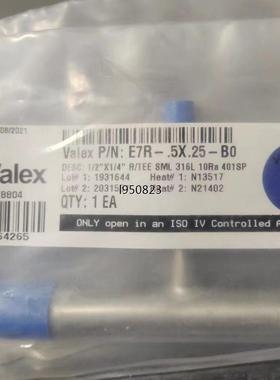 08/2021
Valex P/N: E7R-.5X.25-B0
DESC: 1/2"X1/4" R/TEE SML 316L 10Ra 401SP
Lot# 1: 1931644 Heat# 1: N13517
Lot# 2: 20315 Heat# 2: N21402
QTY: 1 EA
I950823
alex
8804
54265
ONLY open in an ISO IV Controlled